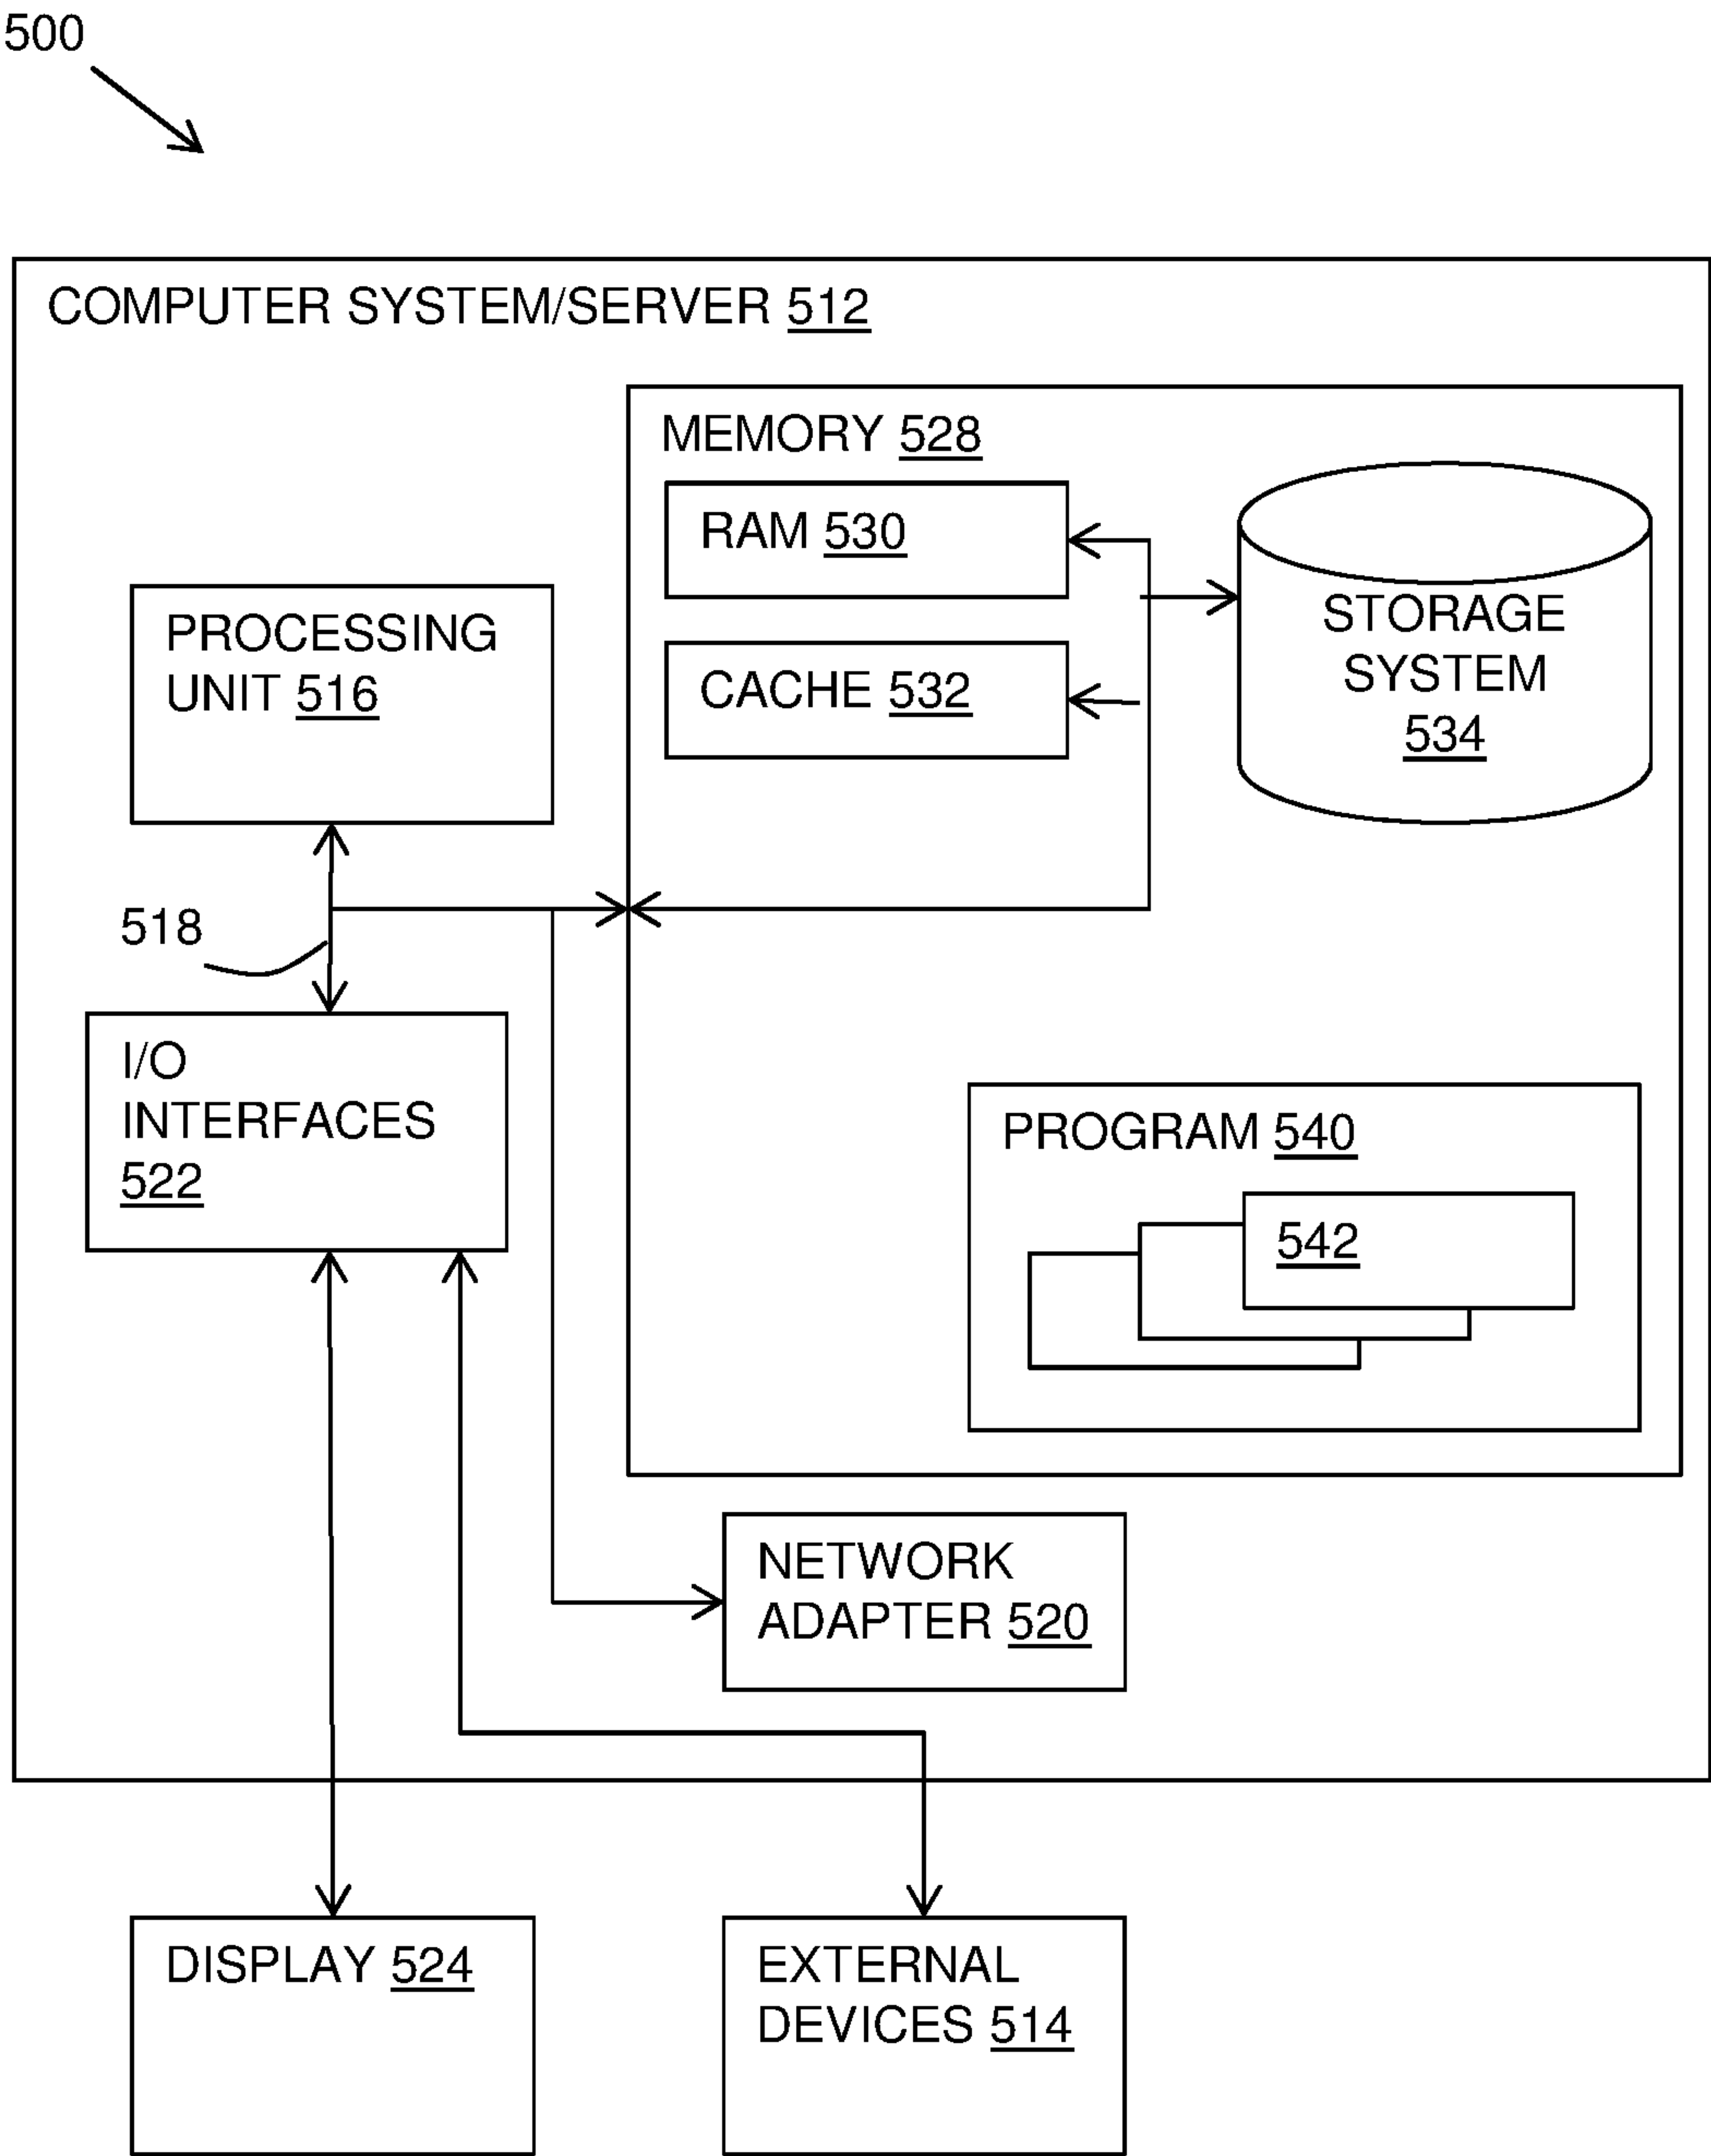 500
COMPUTER SYSTEM/SERVER 512
MEMORY 528
RAM 530
STORAGE
SYSTEM
534
PROCESSING
UNIT 516
CACHE 532
518
I/O
INTERFACES
522
PROGRAM 540
542
NETWORK
ADAPTER 520
DISPLAY 524
EXTERNAL
DEVICES 514